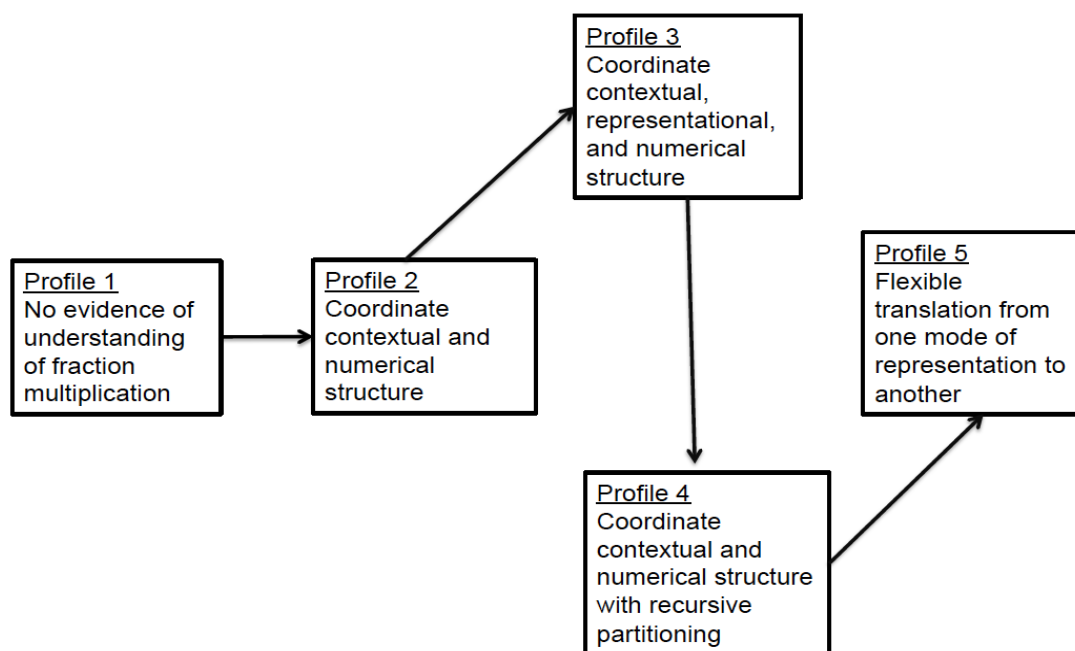 Profile 1
No evidence of
understanding
of fraction
multiplication
Profile 2
Coordinate
contextual and
numerical
structure
Profile 3
Coordinate
contextual,
representational,
and numerical
structure
Profile 4
Coordinate
contextual and
numerical structure
with recursive
partitioning
Profile 5
Flexible
translation from
one mode of
representation to
another